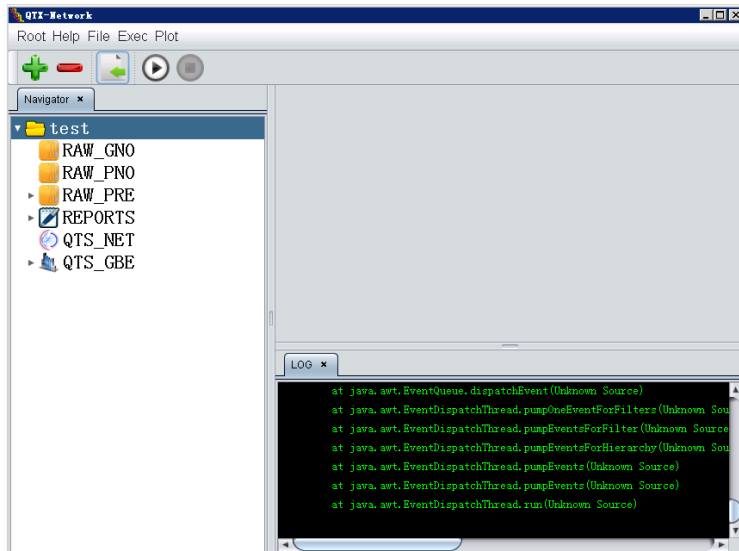 QTX-Network
Root Help File Exec Plot
Navigator ×
test
RAW_GNO
RAW_PNO
RAW_PRE
REPORTS
QTS_NET
QTS_GBE
LOG ×
at java.awt.EventQueue.dispatchEvent(Unknown Source)
at java.awt.EventDispatchThread.pumpOneEventForFilters(Unknown Sou
at java.awt.EventDispatchThread.pumpEventsForFilter(Unknown Source
at java.awt.EventDispatchThread.pumpEventsForHierarchy(Unknown Sou
at java.awt.EventDispatchThread.pumpEvents(Unknown Source)
at java.awt.EventDispatchThread.pumpEvents(Unknown Source)
at java.awt.EventDispatchThread.run(Unknown Source)